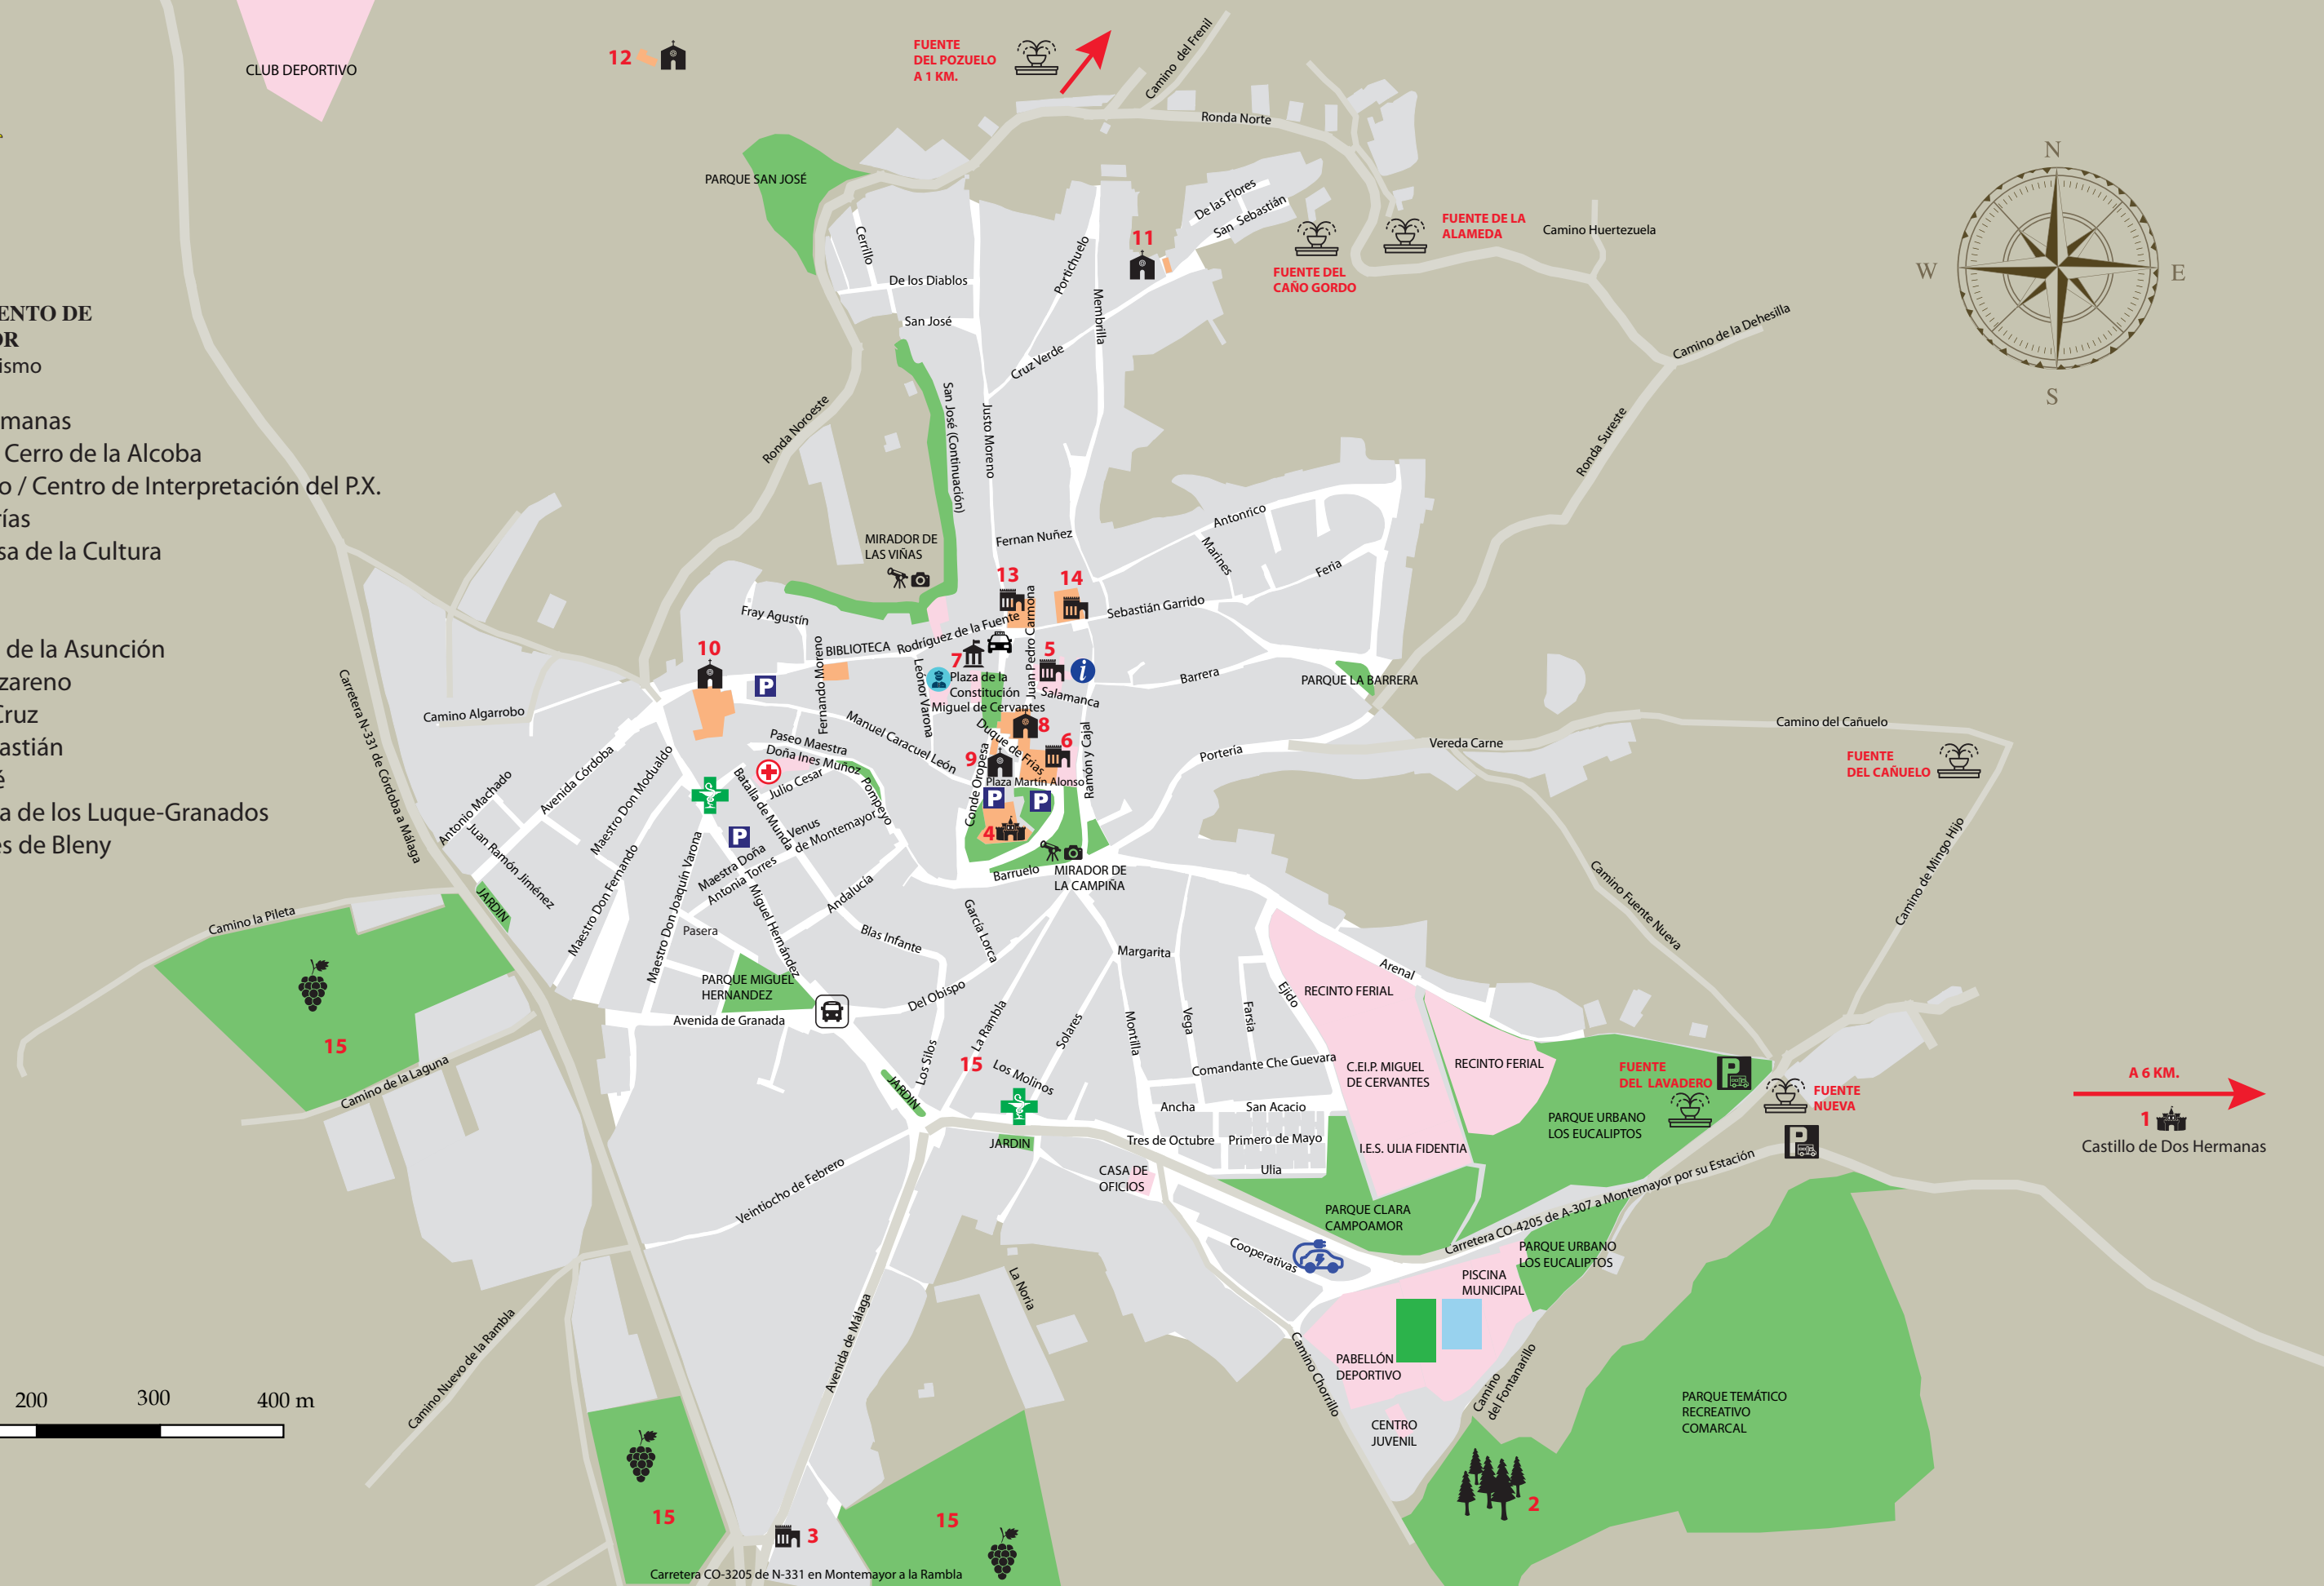 CLUB DEPORTIVO
12
FUENTE
DEL POZUELO
A 1 KM.
Camino del Frenil
Ronda Norte
PARQUE SAN JOSÉ
De las Flores
San Sebastián
11
FUENTE DEL
CAÑO GORDO
FUENTE DE LA
ALAMEDA
Camino Huertezuela
N
W
E
S
Cerrillo
De los Diablos
San José
Portichuelo
Membrilla
Cruz Verde
Camino de la Dehesilla
Ronda Sureste
Ronda Noroeste
San José (Continuación)
Justo Moreno
ENTO DE
OR
ismo
manas
Cerro de la Alcoba
o / Centro de Interpretación del P.X.
rías
sa de la Cultura
de la Asunción
zareno
Cruz
astián
é
a de los Luque-Granados
es de Bleny
MIRADOR DE
LAS VIÑAS
Fernan Nuñez
Antonrico
Marines
Feria
13
14
Sebastián Garrido
Fray Agustín
Fernando Moreno
BIBLIOTECA
Rodríguez de la Fuente
Juan Pedro Carmona
10
P
7
5
i
Leónor Varona
Plaza de la
Constitución
Miguel de Cervantes
Salamanca
Barrera
PARQUE LA BARRERA
Camino Algarrobo
Carretera N-331 de Córdoba a Málaga
Manuel Caracuel León
Duque de Frías
8
6
9
Conde Oropesa
Plaza Martín Alonso
Ramón y Cajal
P
P
4
Portería
Vereda Carne
Camino del Cañuelo
FUENTE
DEL CAÑUELO
Paseo Maestra
Doña Ines Muñoz
Julio Cesar
Batalla de Munda
Pompeyo
Avenida Córdoba
Antonio Machado
Juan Ramón Jiménez
Maestro Don Modualdo
Maestro Don Fernando
Maestro Don Joaquín Varona
P
Venus
Maestra Doña
Antonia Torres
de Montemayor
Miguel Hernández
Andalucía
Barruelo
MIRADOR DE
LA CAMPIÑA
Camino Fuente Nueva
Camino de Mingo Hijo
JARDIN
Camino la Pileta
15
Camino de la Laguna
Pasera
PARQUE MIGUEL
HERNANDEZ
Avenida de Granada
Blas Infante
García Lorca
Del Obispo
Los Silos
La Rambla
15
Los Molinos
Solares
Margarita
Montilla
Vega
Farsia
Ejido
Arenal
RECINTO FERIAL
RECINTO FERIAL
Comandante Che Guevara
C.EI.P. MIGUEL
DE CERVANTES
JARDIN
JARDIN
Ancha
San Acacio
Tres de Octubre
Primero de Mayo
Ulia
I.E.S. ULIA FIDENTIA
FUENTE
DEL LAVADERO
P
FUENTE
NUEVA
P
PARQUE URBANO
LOS EUCALIPTOS
A 6 KM.
1
Castillo de Dos Hermanas
Veintiocho de Febrero
CASA DE
OFICIOS
PARQUE CLARA
CAMPOAMOR
Carretera CO-4205 de A-307 a Montemayor por su Estación
PARQUE URBANO
LOS EUCALIPTOS
Cooperativas
PISCINA
MUNICIPAL
La Noria
Avenida de Málaga
Camino Nuevo de la Rambla
Camino Chorrillo
PABELLÓN
DEPORTIVO
Camino
del Fontanarillo
CENTRO
JUVENIL
PARQUE TEMÁTICO
RECREATIVO
COMARCAL
200
300
400 m
15
3
15
2
Carretera CO-3205 de N-331 en Montemayor a la Rambla